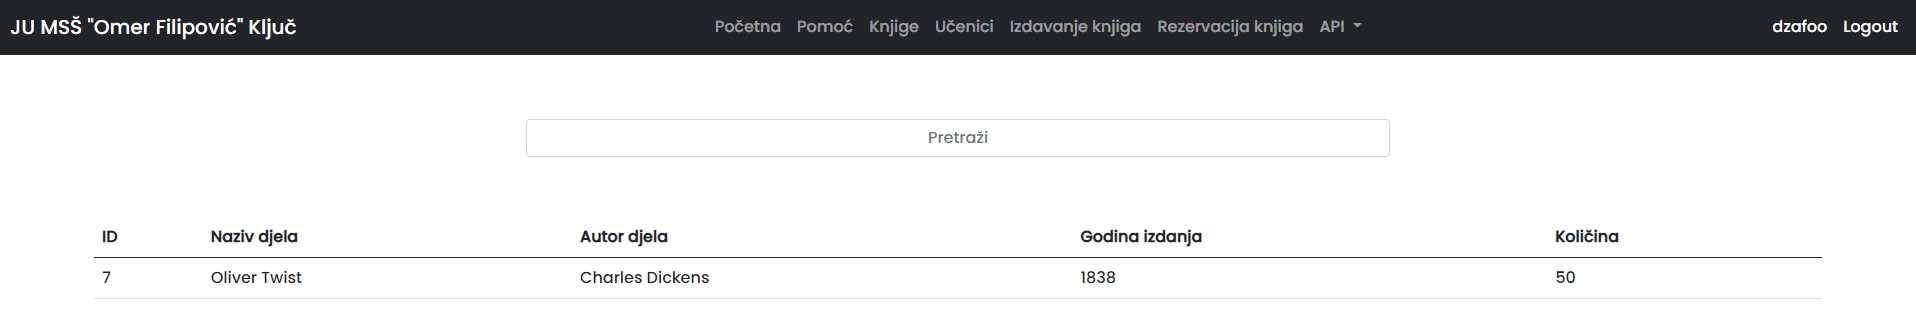 JU MSŠ "Omer Filipović" Ključ Početna Pomoć Knjige Učenici Izdavanje knjiga Rezervacija knjiga API dzafoo Logout
Pretraži
ID Naziv djela Autor djela Godina izdanja Količina
7 Oliver Twist Charles Dickens 1838 50